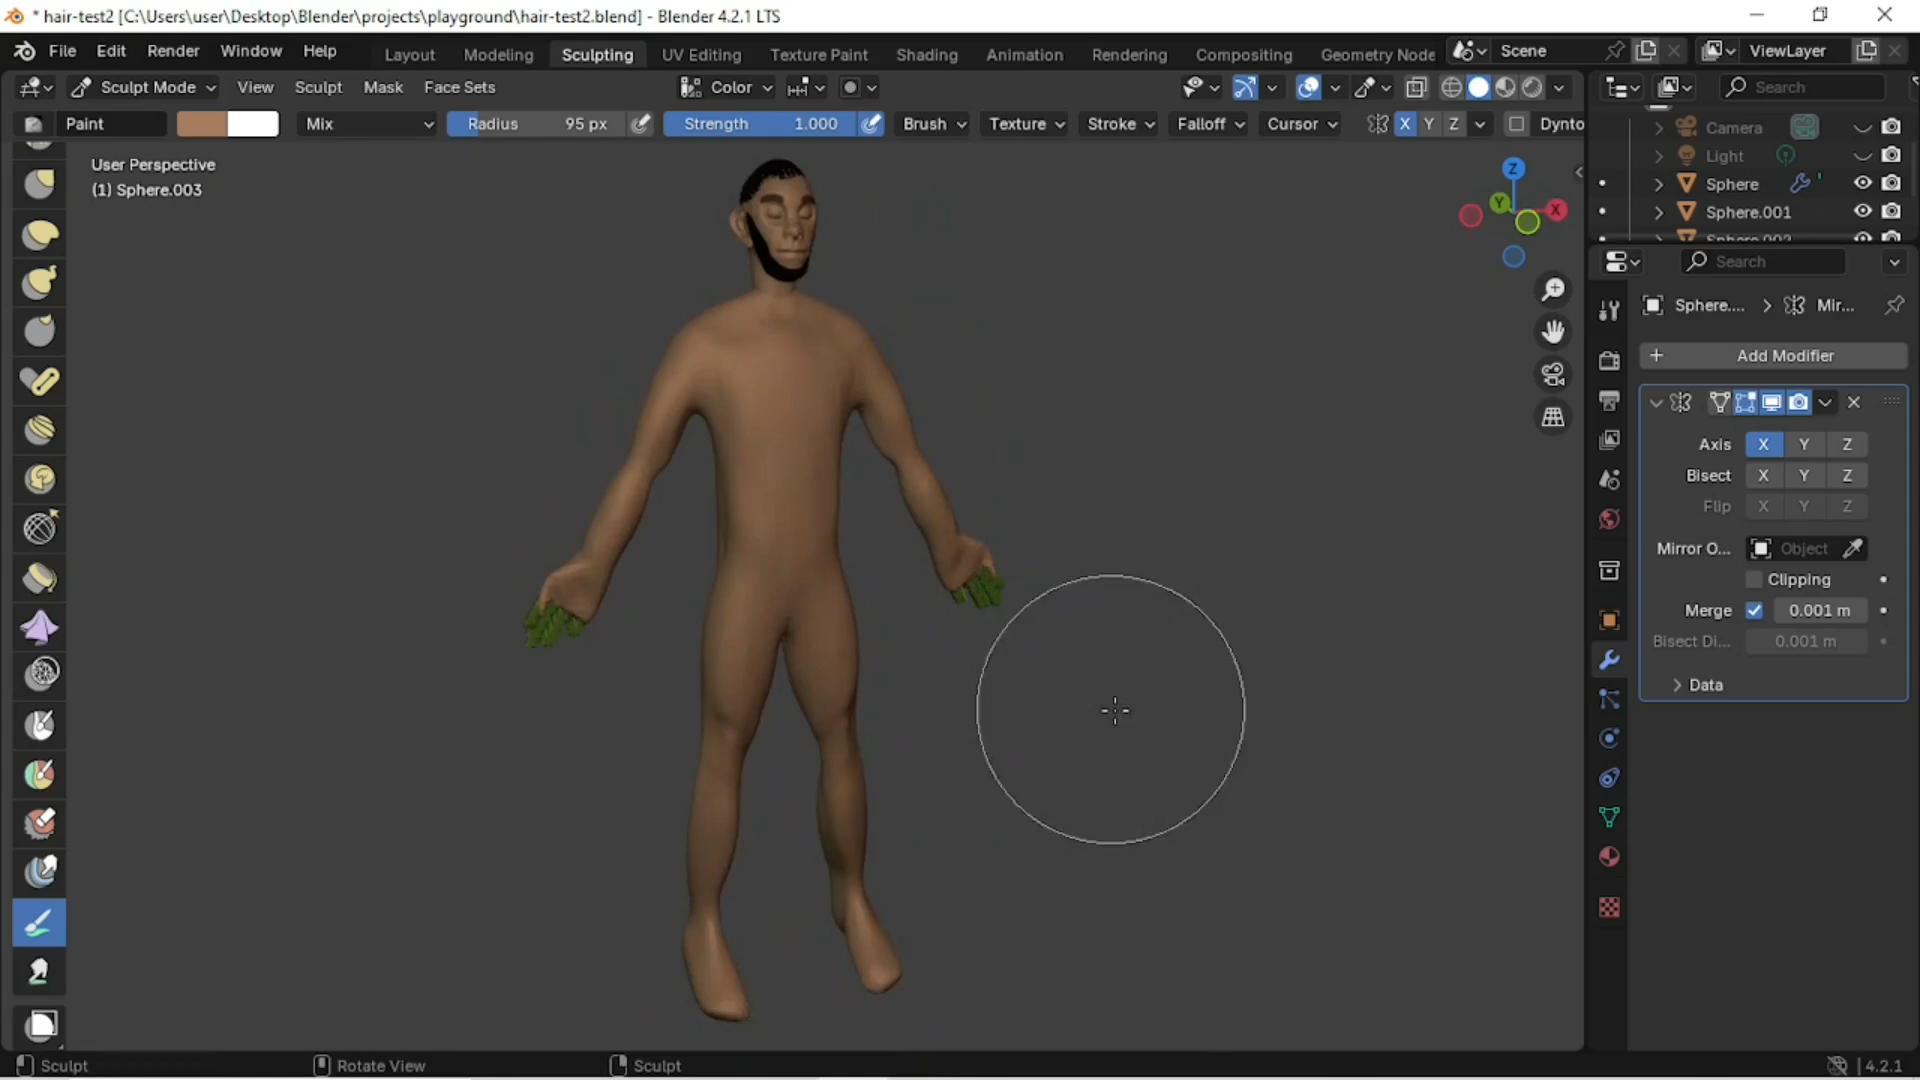 * hair-test2 [C:\Users\user\Desktop\Blender\projects\playground\hair-test2.blend] - Blender 4.2.1 LTS
File Edit Render Window Help Layout Modeling Sculpting UV Editing Texture Paint Shading Animation Rendering Compositing Geometry Node Scene ViewLayer
Sculpt Mode View Sculpt Mask Face Sets Color Search
Paint Mix Radius 95 px Strength 1.000 Brush Texture Stroke Falloff Cursor X Y Z Dynto
User Perspective
(1) Sphere.003
Z
Y
X
Camera
Light
Sphere
Sphere.001
Sphere.002
Search
Sphere.... Mir...
Add Modifier
Axis X Y Z
Bisect X Y Z
Flip X Y Z
Mirror O... Object
Clipping
Merge 0.001 m
Bisect Di... 0.001 m
Data
Sculpt Rotate View Sculpt 4.2.1